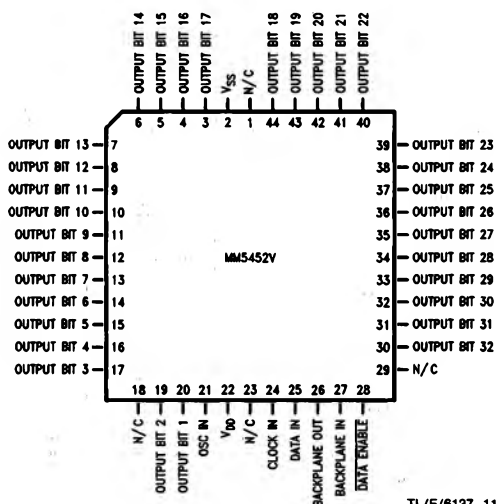 OUTPUT BIT 14
OUTPUT BIT 15
OUTPUT BIT 16
OUTPUT BIT 17
VSS
N/C
OUTPUT BIT 18
OUTPUT BIT 19
OUTPUT BIT 20
OUTPUT BIT 21
OUTPUT BIT 22
6 5 4 3 2 1 44 43 42 41 40
OUTPUT BIT 13 7
OUTPUT BIT 12 8
OUTPUT BIT 11 9
OUTPUT BIT 10 10
OUTPUT BIT 9 11
OUTPUT BIT 8 12
OUTPUT BIT 7 13
OUTPUT BIT 6 14
OUTPUT BIT 5 15
OUTPUT BIT 4 16
OUTPUT BIT 3 17
MM5452V
39 OUTPUT BIT 23
38 OUTPUT BIT 24
37 OUTPUT BIT 25
36 OUTPUT BIT 26
35 OUTPUT BIT 27
34 OUTPUT BIT 28
33 OUTPUT BIT 29
32 OUTPUT BIT 30
31 OUTPUT BIT 31
30 OUTPUT BIT 32
29 N/C
18 19 20 21 22 23 24 25 26 27 28
N/C
OUTPUT BIT 2
OUTPUT BIT 1
OSC IN
VDD
N/C
CLOCK IN
DATA IN
BACKPLANE OUT
BACKPLANE IN
DATA ENABLE